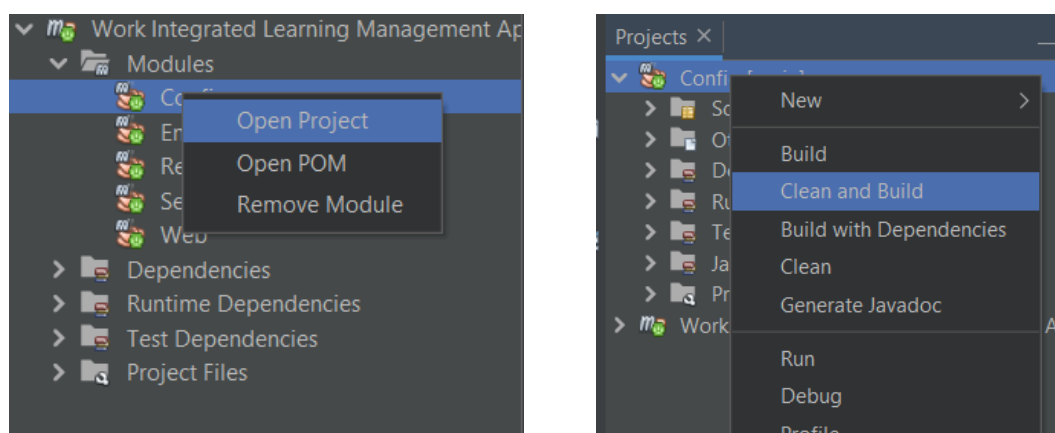 Work Integrated Learning Management Ap
Modules
Open Project
Open POM
Remove Module
Web
Dependencies
Runtime Dependencies
Test Dependencies
Project Files
Projects ×
New
Build
Clean and Build
Build with Dependencies
Clean
Generate Javadoc
Work
Run
Debug
Profile